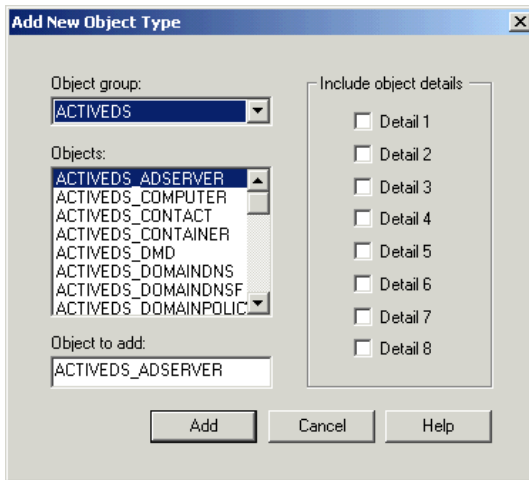 Add New Object Type
Object group:
ACTIVEDS
Objects:
ACTIVEDS_ADSERVER
ACTIVEDS_COMPUTER
ACTIVEDS_CONTACT
ACTIVEDS_CONTAINER
ACTIVEDS_DMD
ACTIVEDS_DOMAINDNS
ACTIVEDS_DOMAINDNSF
ACTIVEDS_DOMAINPOLIC
Object to add:
ACTIVEDS_ADSERVER
Include object details
Detail 1
Detail 2
Detail 3
Detail 4
Detail 5
Detail 6
Detail 7
Detail 8
Add Cancel Help